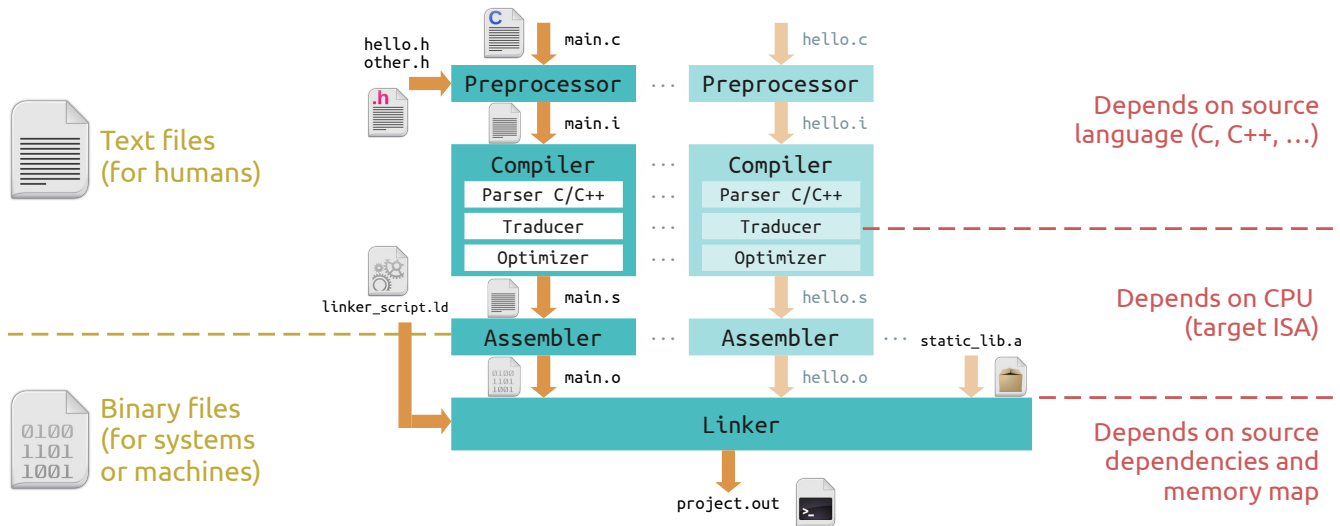 C
main.c
hello.c
hello.h
other.h
.h
Preprocessor
...
Preprocessor
main.i
hello.i
Text files
(for humans)
Depends on source
language (C, C++, …)
Compiler
...
Compiler
Parser C/C++
...
Parser C/C++
Traducer
...
Traducer
Optimizer
...
Optimizer
linker_script.ld
main.s
hello.s
Depends on CPU
(target ISA)
Assembler
...
Assembler
...
static_lib.a
0100
1101
1001
main.o
hello.o
Binary files
(for systems
or machines)
0100
1101
1001
Linker
Depends on source
dependencies and
memory map
project.out
>_